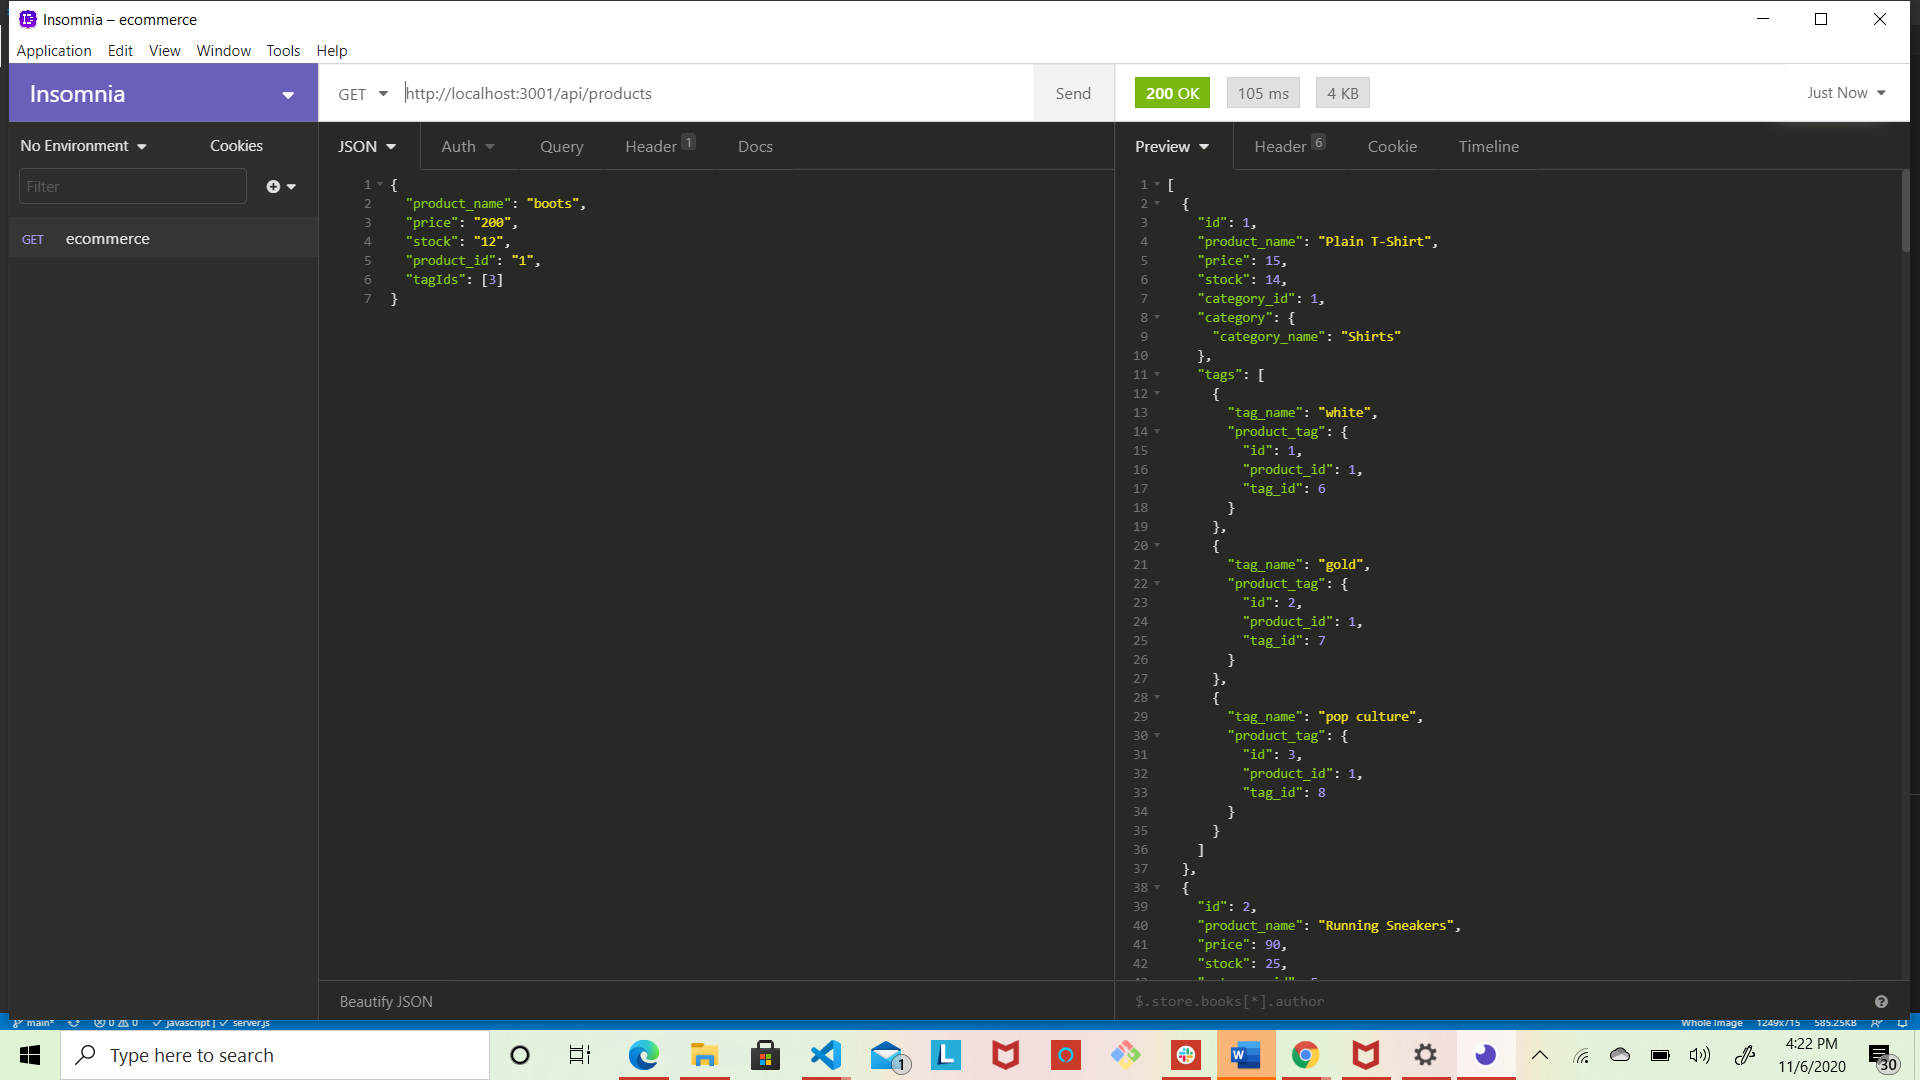 Insomnia – ecommerce
Application Edit View Window Tools Help
Insomnia
GET http://localhost:3001/api/products Send
200 OK 105 ms 4 KB Just Now
No Environment Cookies
Filter
GET ecommerce
JSON Auth Query Header 1 Docs
1 {
2 "product_name": "boots",
3 "price": "200",
4 "stock": "12",
5 "product_id": "1",
6 "tagIds": [3]
7 }
Beautify JSON
Preview Header 6 Cookie Timeline
1 [
2 {
3 "id": 1,
4 "product_name": "Plain T-Shirt",
5 "price": 15,
6 "stock": 14,
7 "category_id": 1,
8 "category": {
9 "category_name": "Shirts"
10 },
11 "tags": [
12 {
13 "tag_name": "white",
14 "product_tag": {
15 "id": 1,
16 "product_id": 1,
17 "tag_id": 6
18 }
19 },
20 {
21 "tag_name": "gold",
22 "product_tag": {
23 "id": 2,
24 "product_id": 1,
25 "tag_id": 7
26 }
27 },
28 {
29 "tag_name": "pop culture",
30 "product_tag": {
31 "id": 3,
32 "product_id": 1,
33 "tag_id": 8
34 }
35 }
36 ]
37 },
38 {
39 "id": 2,
40 "product_name": "Running Sneakers",
41 "price": 90,
42 "stock": 25,
$.store.books[*].author
main* 0 0 javascript | server.js Whole Image 1249x715 585.25KB
Type here to search
1
L
W
4:22 PM
11/6/2020
30